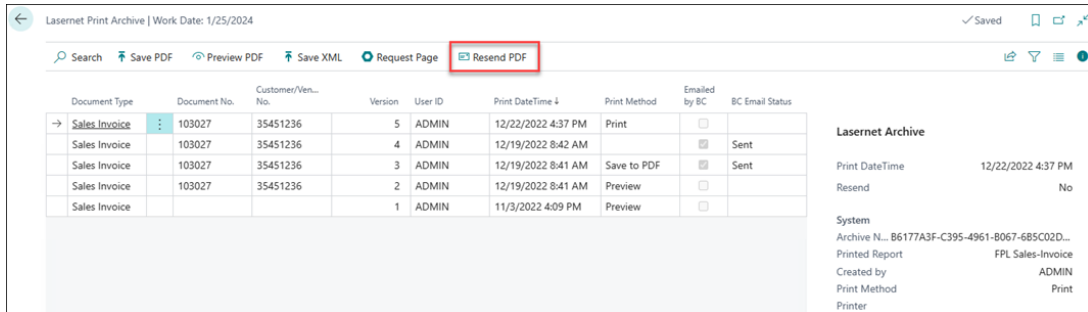 Lasernet Print Archive | Work Date: 1/25/2024 Saved
Search Save PDF Preview PDF Save XML Request Page Resend PDF
Document Type Document No. Customer/Ven... No. Version User ID Print DateTime ↓ Print Method Emailed by BC BC Email Status
→ Sales Invoice 103027 35451236 5 ADMIN 12/22/2022 4:37 PM Print
Sales Invoice 103027 35451236 4 ADMIN 12/19/2022 8:42 AM Sent
Sales Invoice 103027 35451236 3 ADMIN 12/19/2022 8:41 AM Save to PDF Sent
Sales Invoice 103027 35451236 2 ADMIN 12/19/2022 8:41 AM Preview
Sales Invoice 1 ADMIN 11/3/2022 4:09 PM Preview
Lasernet Archive
Print DateTime 12/22/2022 4:37 PM
Resend No
System
Archive N... B6177A3F-C395-4961-B067-6B5C02D...
Printed Report FPL Sales-Invoice
Created by ADMIN
Print Method Print
Printer